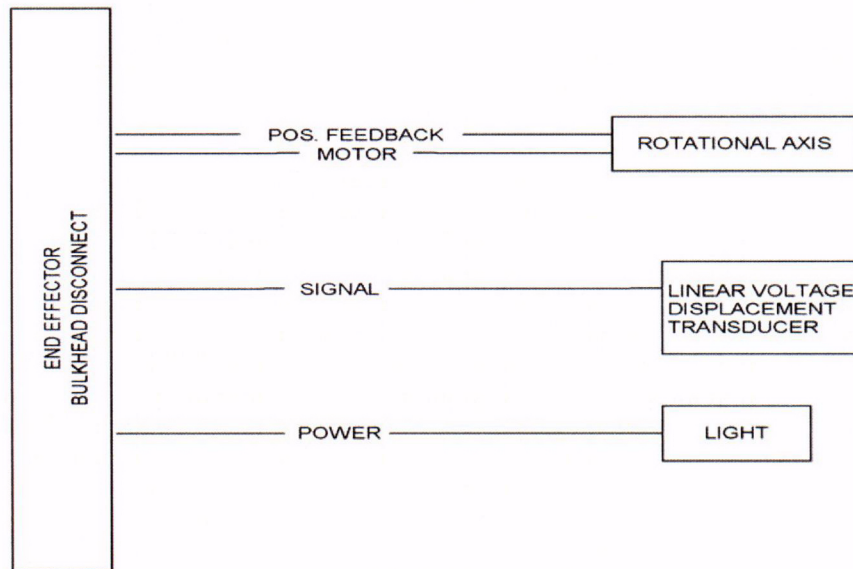 END EFFECTOR
BULKHEAD DISCONNECT
POS. FEEDBACK
MOTOR
ROTATIONAL AXIS
SIGNAL
LINEAR VOLTAGE
DISPLACEMENT
TRANSDUCER
POWER
LIGHT